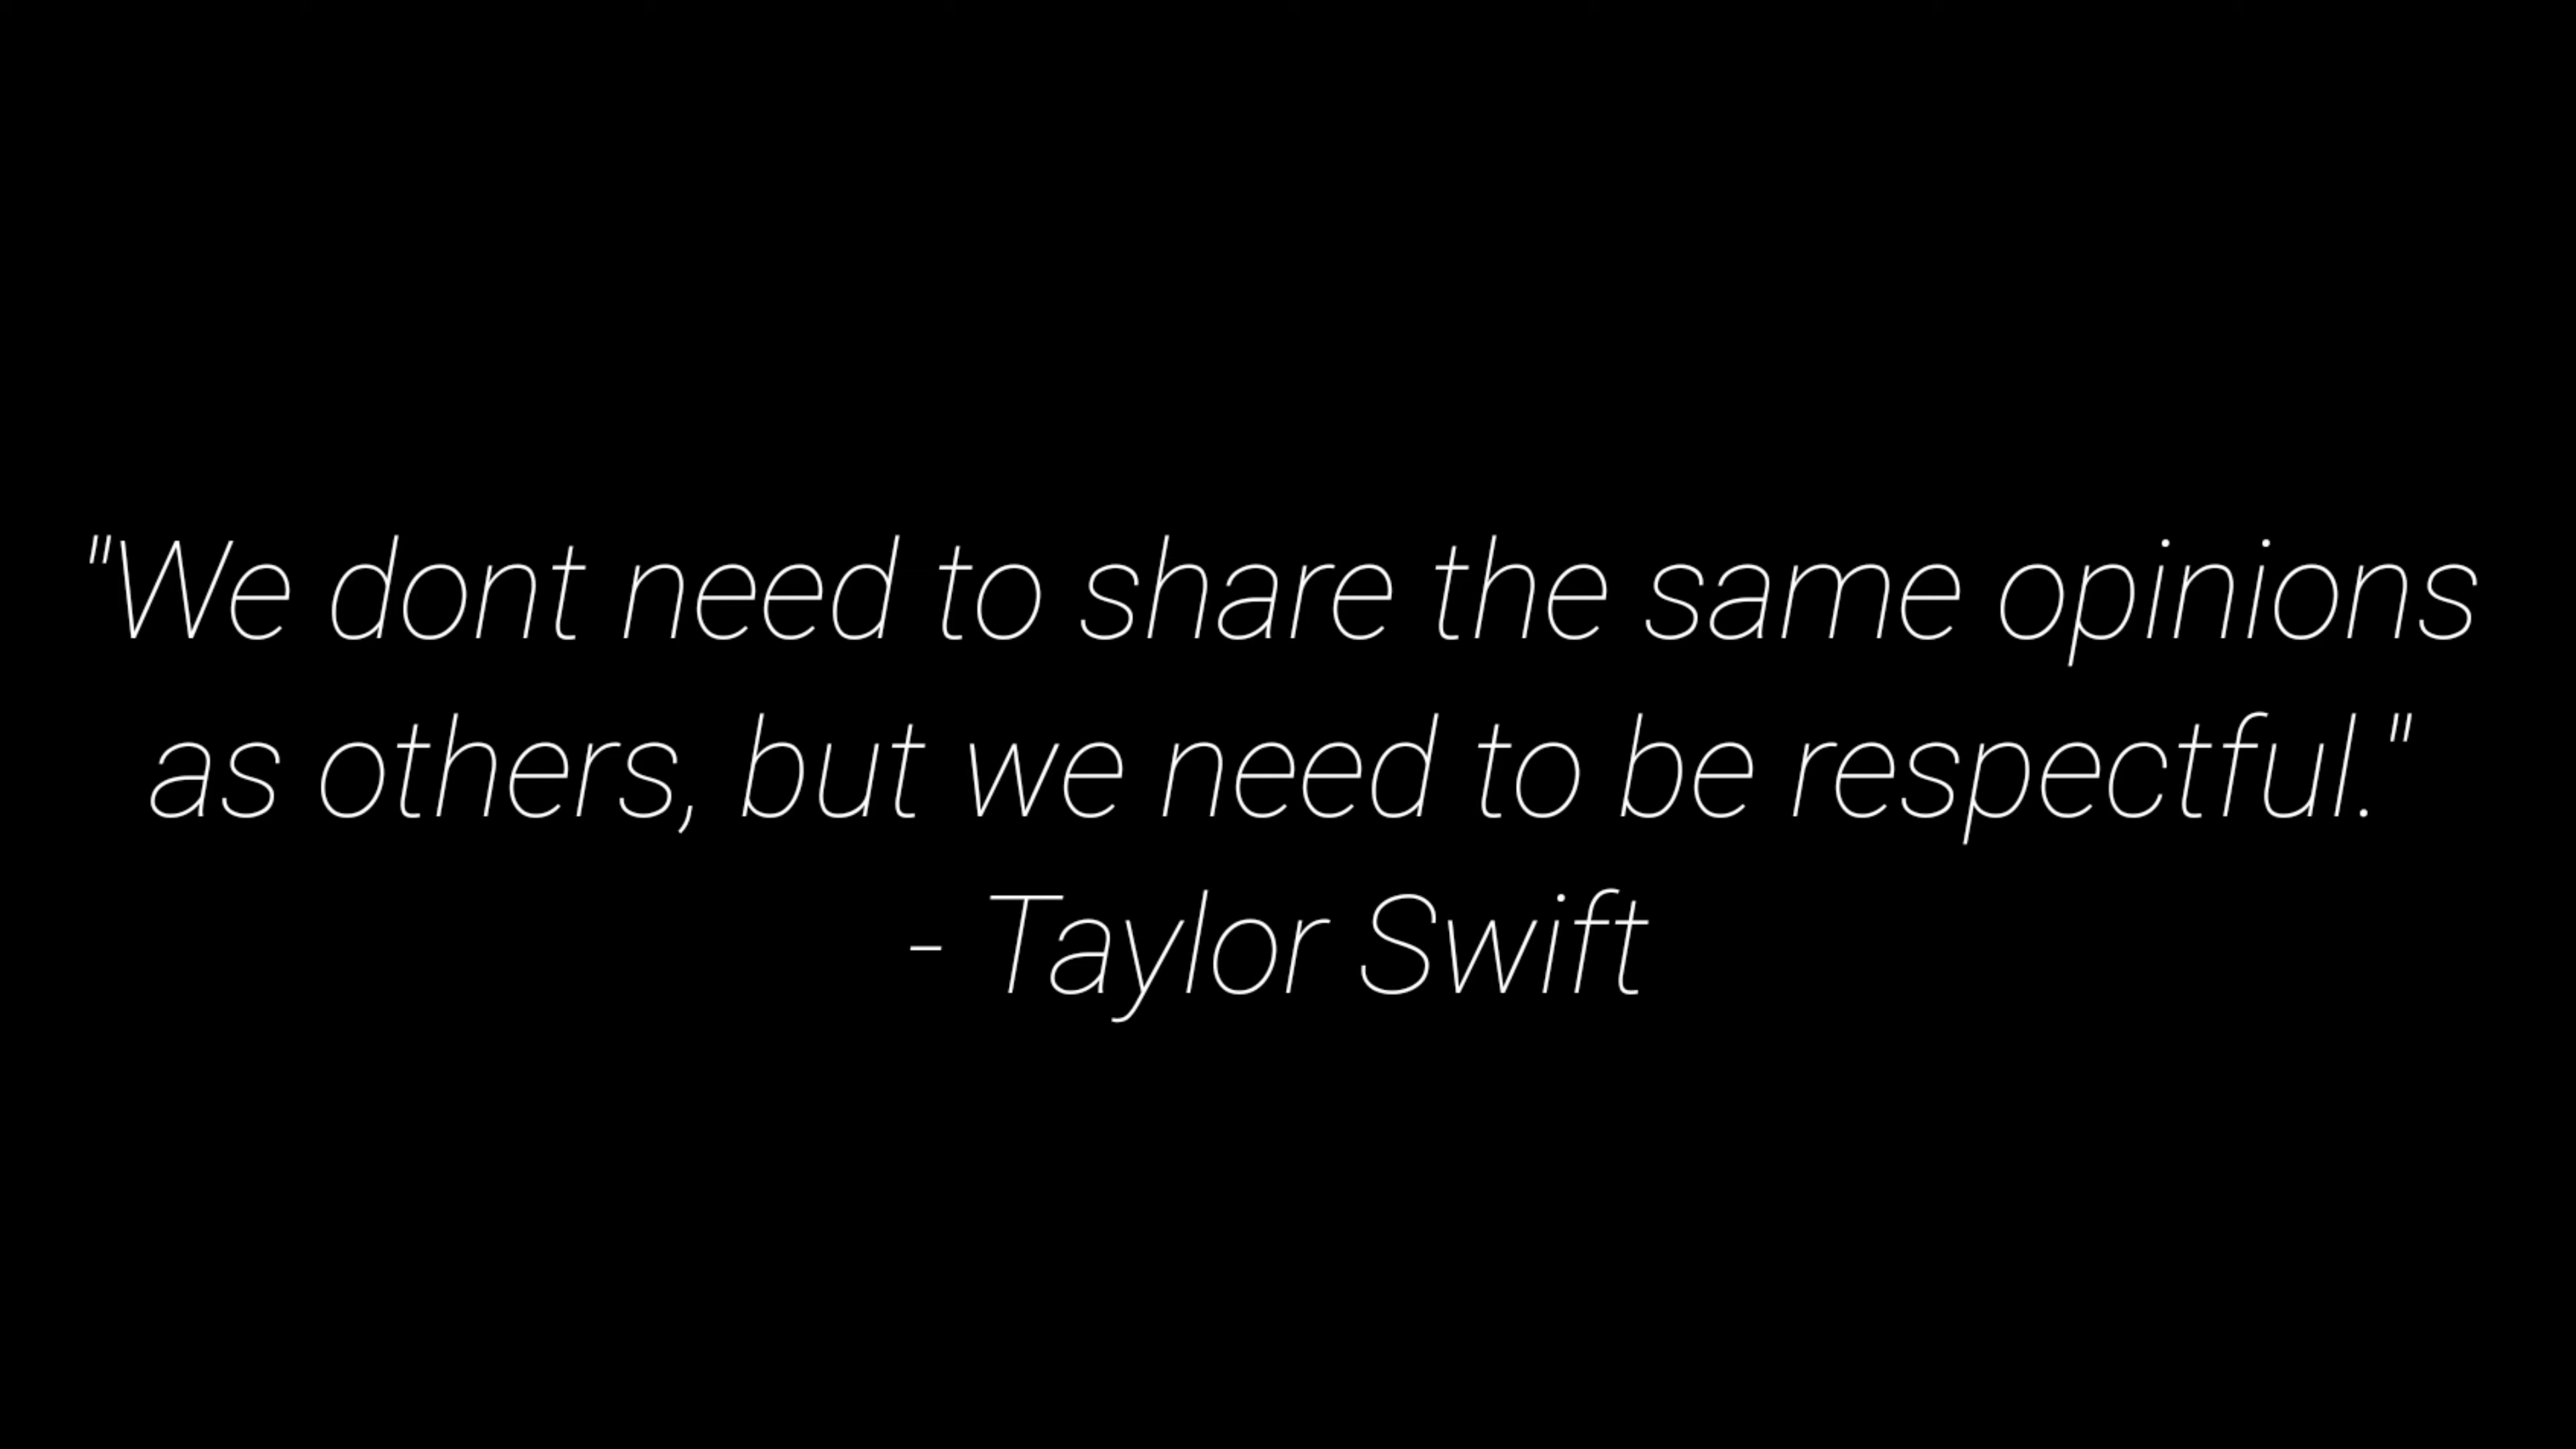 "We dont need to share the same opinions
as others, but we need to be respectful."
- Taylor Swift